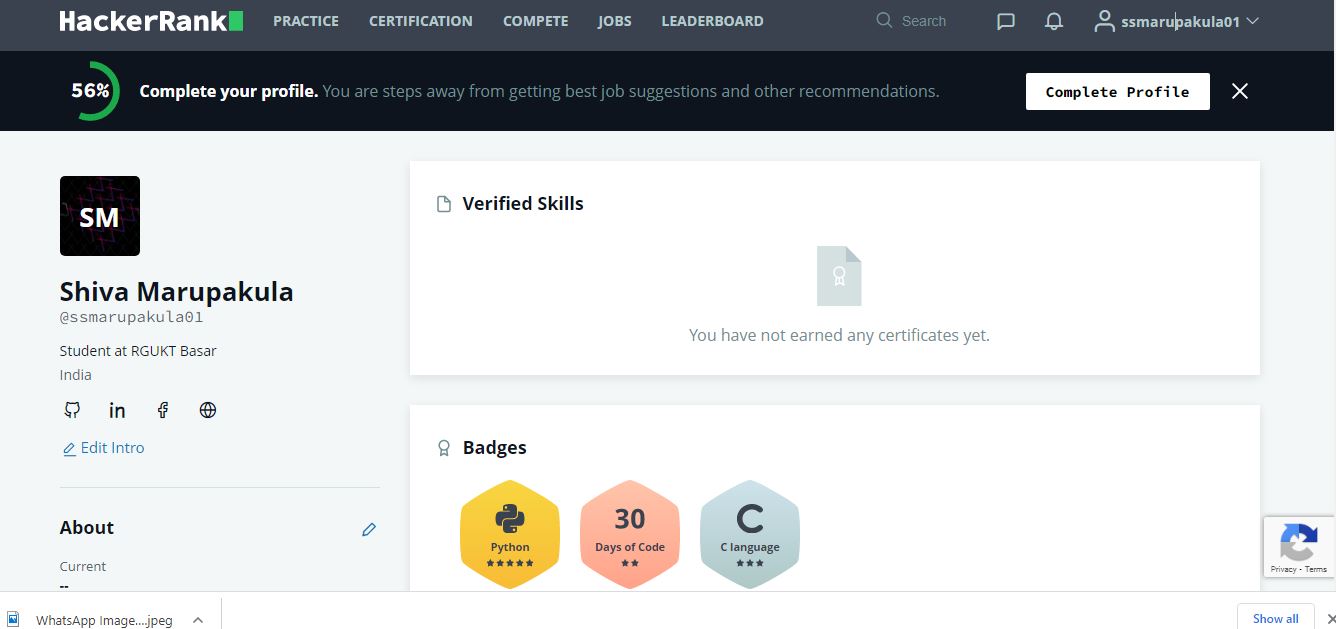 HackerRank PRACTICE CERTIFICATION COMPETE JOBS LEADERBOARD Search ssmarupakula01
56% Complete your profile. You are steps away from getting best job suggestions and other recommendations. Complete Profile
SM
Shiva Marupakula
@ssmarupakula01
Student at RGUKT Basar
India
in
Edit Intro
About
Current
--
Verified Skills
You have not earned any certificates yet.
Badges
Python
30
Days of Code
C
C language
Privacy - Terms
WhatsApp Image....jpeg
Show all